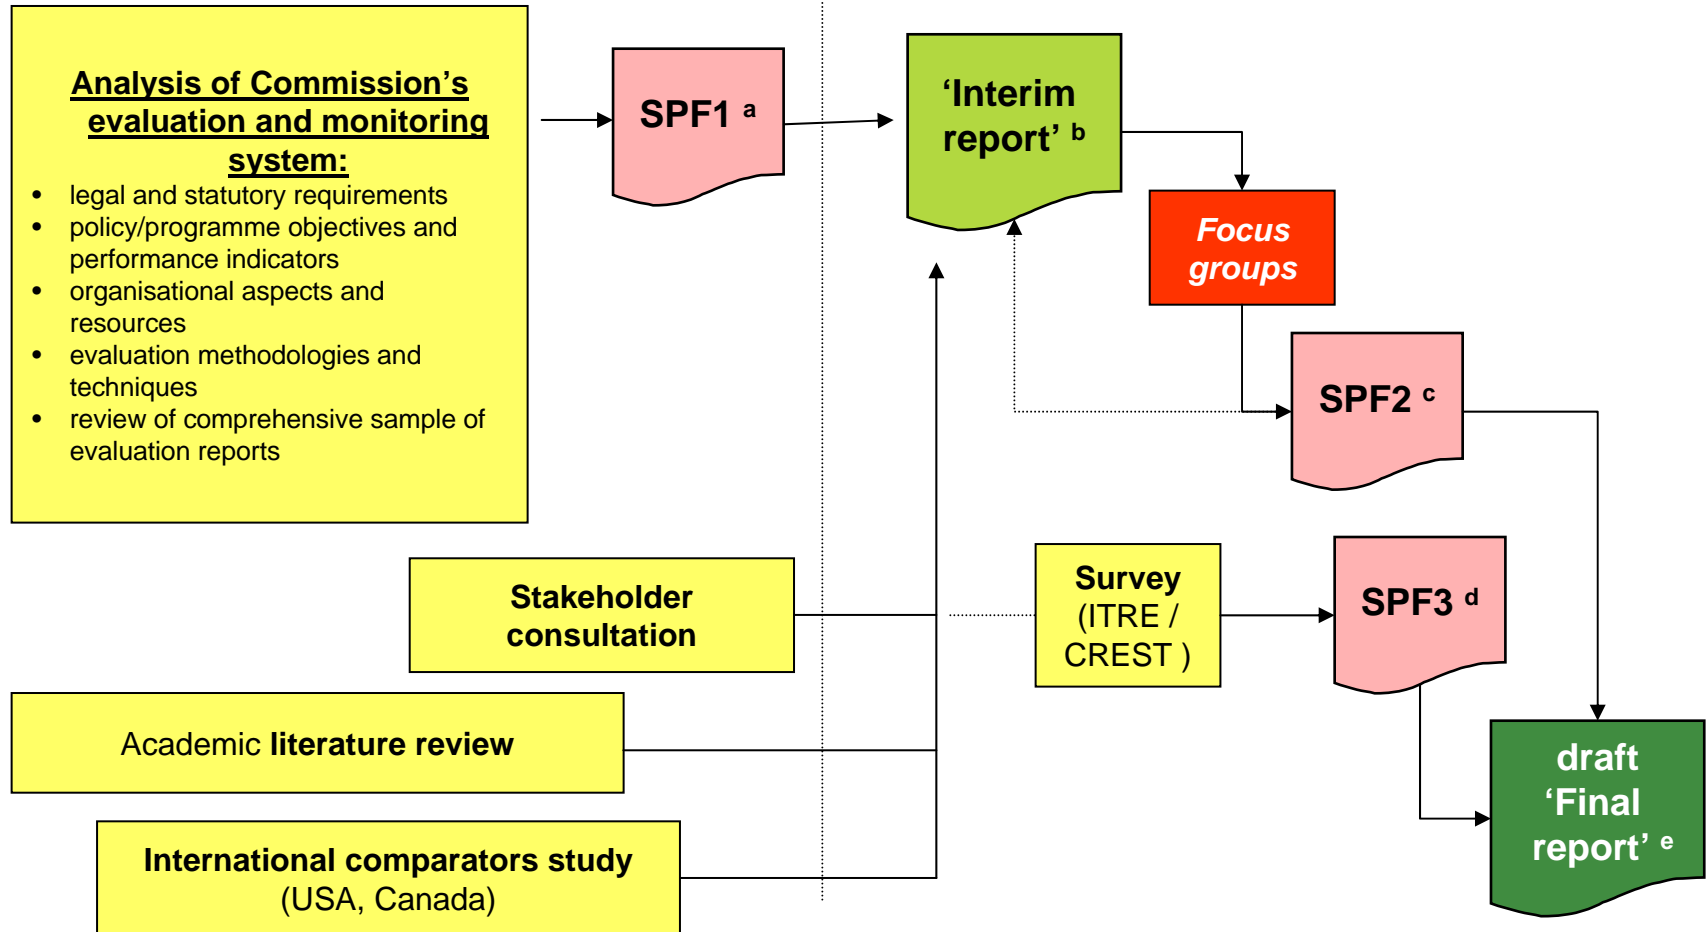 Analysis of Commission’s
evaluation and monitoring
system:
• legal and statutory requirements
• policy/programme objectives and
performance indicators
• organisational aspects and
resources
• evaluation methodologies and
techniques
• review of comprehensive sample of
evaluation reports
SPF1 a
‘Interim
report’ b
Focus
groups
SPF2 c
Stakeholder
consultation
Survey
(ITRE /
CREST )
SPF3 d
Academic literature review
draft
‘Final
report’ e
International comparators study
(USA, Canada)